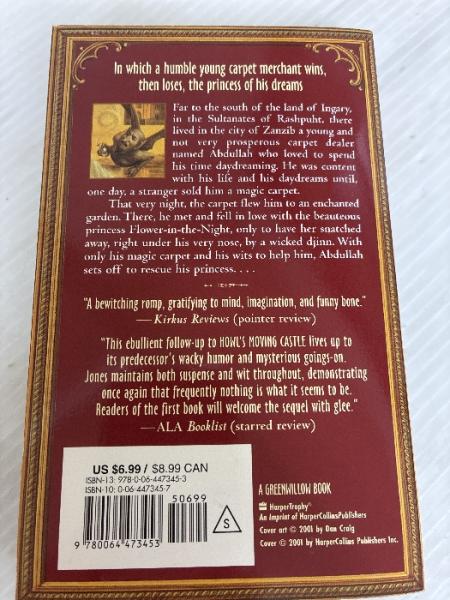 In which a humble young carpet merchant wins,
then loses, the princess of his dreams
Far to the south of the land of Ingary,
in the Sultanates of Rashpuht, there
lived in the city of Zanzib a young and
not very prosperous carpet dealer
named Abdullah who loved to spend
his time daydreaming. He was content
with his life and his daydreams until,
one day, a stranger sold him a magic carpet.
That very night, the carpet flew him to an enchanted
garden. There, he met and fell in love with the beauteous
princess Flower-in-the-Night, only to have her snatched
away, right under his very nose, by a wicked djinn. With
only his magic carpet and his wits to help him, Abdullah
sets off to rescue his princess. . . .
"A bewitching romp, gratifying to mind, imagination, and funny bone."
—Kirkus Reviews (pointer review)
"This ebullient follow-up to HOWL'S MOVING CASTLE lives up to
its predecessor's wacky humor and mysterious goings-on.
Jones maintains both suspense and wit throughout, demonstrating
once again that frequently nothing is what it seems to be.
Readers of the first book will welcome the sequel with glee."
—ALA Booklist (starred review)
US $6.99 / $8.99 CAN
ISBN-13: 978-0-06-447345-3
ISBN-10: 0-06-447345-7
50699
9 780064 473453
S
A GREENWILLOW BOOK
HarperTrophy®
An Imprint of HarperCollinsPublishers
Cover art © 2001 by Dan Craig
Cover © 2001 by HarperCollins Publishers Inc.